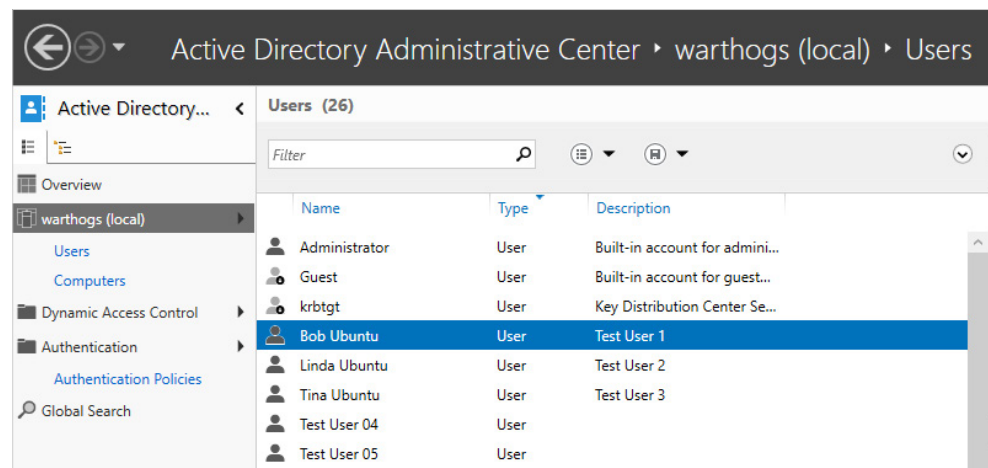 Active Directory Administrative Center • warthogs (local) • Users
Active Directory...
Overview
warthogs (local)
Users
Computers
Dynamic Access Control
Authentication
Authentication Policies
Global Search
Users (26)
Filter
Name Type Description
Administrator User Built-in account for admini...
Guest User Built-in account for guest...
krbtgt User Key Distribution Center Se...
Bob Ubuntu User Test User 1
Linda Ubuntu User Test User 2
Tina Ubuntu User Test User 3
Test User 04 User
Test User 05 User